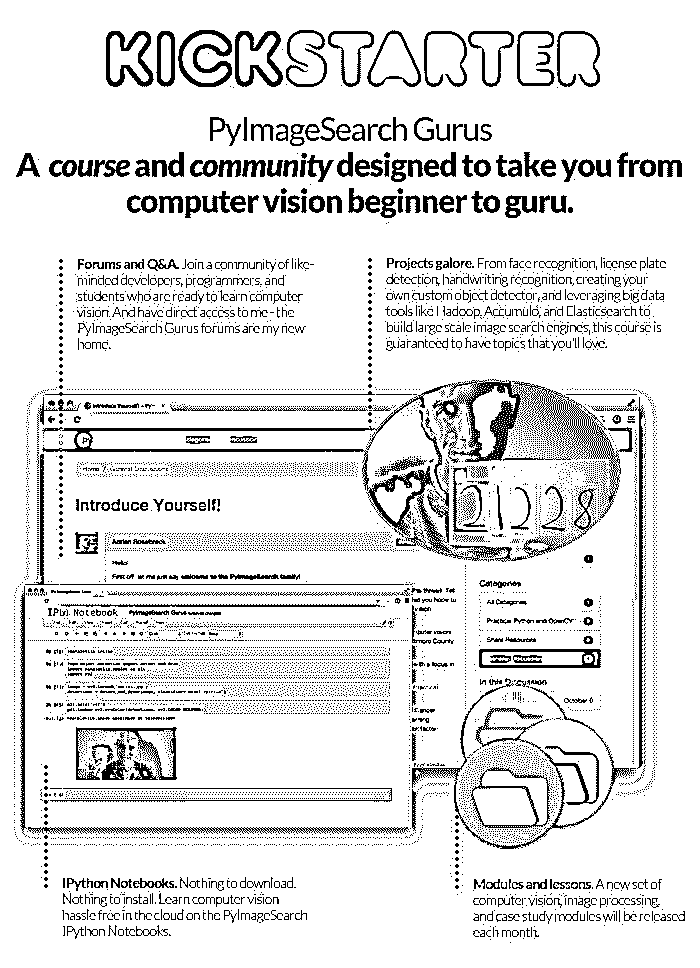 KICKSTARTER
PyImageSearch Gurus
A course and community designed to take you from
computer vision beginner to guru.
Forums and Q&A. Join a community of like-
minded developers, programmers, and
students who are ready to learn computer
vision. And have direct access to me - the
PyImageSearch Gurus forums are my new
home.
Projects galore. From face recognition, license plate
detection, handwriting recognition, creating your
own custom object detector, and leveraging big data
tools like Hadoop, Accumulo, and Elasticsearch to
build large scale image search engines, this course is
guaranteed to have topics that you'll love.
Introduce Yourself!
Adrian Rosebrock
Hello!
First off, let me just say welcome to the PyImageSearch family!
21228
Categories
All Categories
Practical Python and OpenCV
Share Resources
In this Discussion
October 6
IP[y]: Notebook
PyImageSearch Gurus
IPython Notebooks. Nothing to download.
Nothing to install. Learn computer vision
hassle free in the cloud on the PyImageSearch
IPython Notebooks.
Modules and lessons. A new set of
computer vision, image processing,
and case study modules will be released
each month.